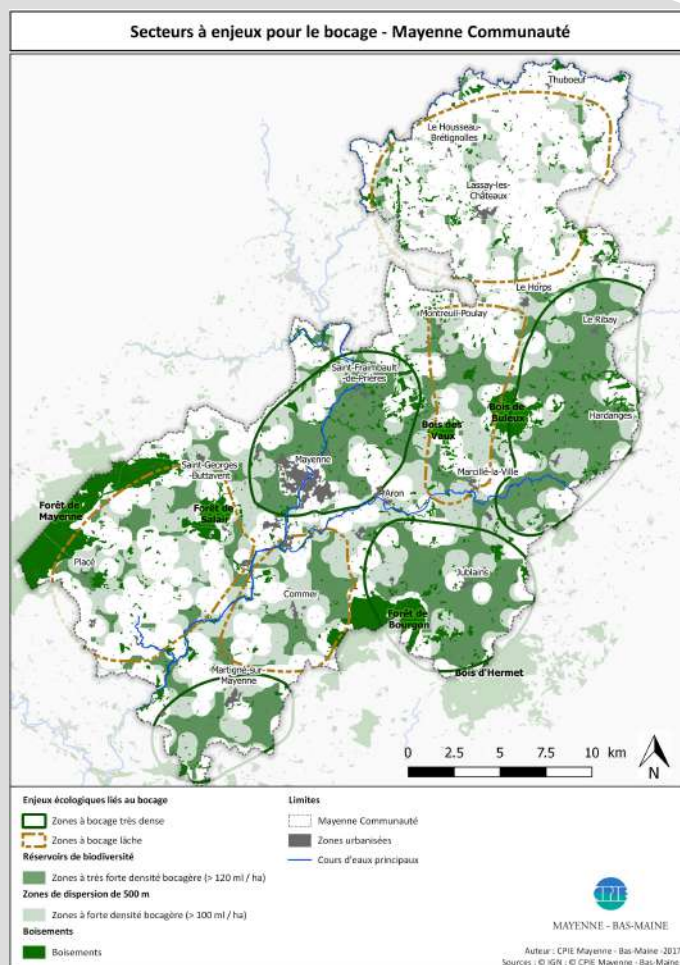 Secteurs à enjeux pour le bocage - Mayenne Communauté
Thuboeuf
Le Housseau-
Brétignolles
Lassay-les-
Châteaux
Le Horps
Montreuil-Poulay
Le Ribay
Saint-Fraimbault
-de-Prières
Bois de
Buleux
Hardanges
Bois des
Vaux
Mayenne
Saint-Georges
-Buttavent
Marcillé-la-Ville
Aron
Forêt de
Mayenne
Forêt de
Salair
Placé
Jublains
Commer
Forêt de
Bourgon
Martigné-sur-
Mayenne
Bois d'Hermet
0 2.5 5 7.5 10 km
N
Enjeux écologiques liés au bocage
Zones à bocage très dense
Zones à bocage lâche
Réservoirs de biodiversité
Zones à très forte densité bocagère (> 120 ml / ha)
Zones de dispersion de 500 m
Zones à forte densité bocagère (> 100 ml / ha)
Boisements
Boisements
Limites
Mayenne Communauté
Zones urbanisées
Cours d'eaux principaux
CPIE
MAYENNE - BAS-MAINE
Auteur : CPIE Mayenne - Bas-Maine -2017
Sources : © IGN ; © CPIE Mayenne - Bas-Maine